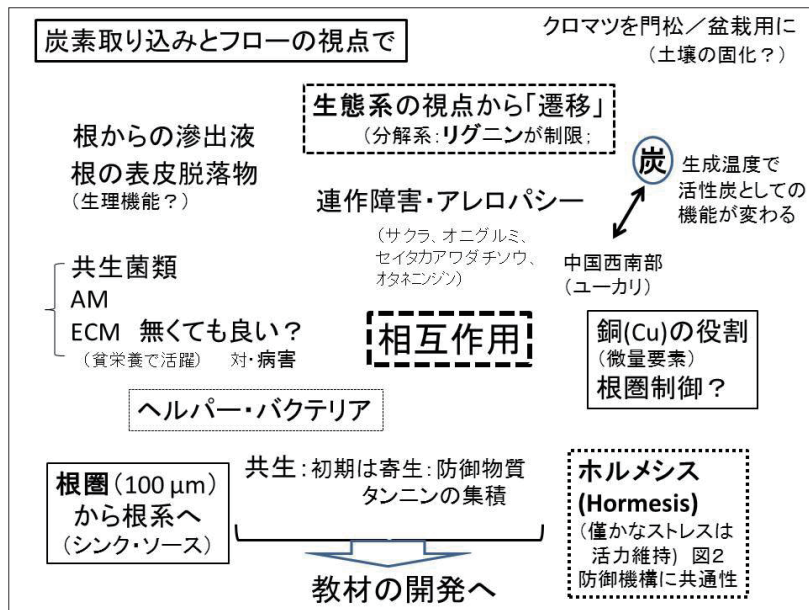 炭素取り込みとフローの視点で
クロマツを門松／盆栽用に
（土壌の固化？）
生態系の視点から「遷移」
（分解系：リグニンが制限；
根からの滲出液
根の表皮脱落物
（生理機能？）
炭
生成温度で
活性炭としての
機能が変わる
連作障害・アレロパシー
（サクラ、オニグルミ、
セイタカアワダチソウ、
オタネニンジン）
中国西南部
（ユーカリ）
共生菌類
AM
ECM 無くても良い？
（貧栄養で活躍） 対・病害
相互作用
銅(Cu)の役割
（微量要素）
根圏制御？
ヘルパー・バクテリア
根圏（100 μm）
から根系へ
（シンク・ソース）
共生：初期は寄生：防御物質
タンニンの集積
ホルメシス
(Hormesis)
（僅かなストレスは
活力維持） 図２
防御機構に共通性
教材の開発へ